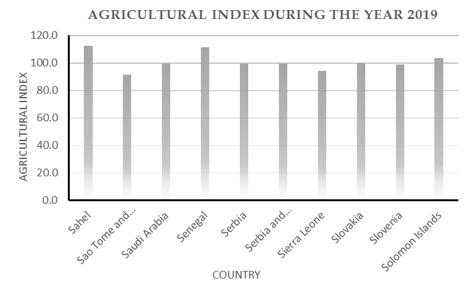 AGRICULTURAL INDEX DURING THE YEAR 2019
120.0
100.0
80.0
60.0
40.0
20.0
0.0
AGRICULTURAL INDEX
Sahel
Sao Tome and...
Saudi Arabia
Senegal
Serbia
Serbia and...
Sierra Leone
Slovakia
Slovenia
Solomon Islands
COUNTRY